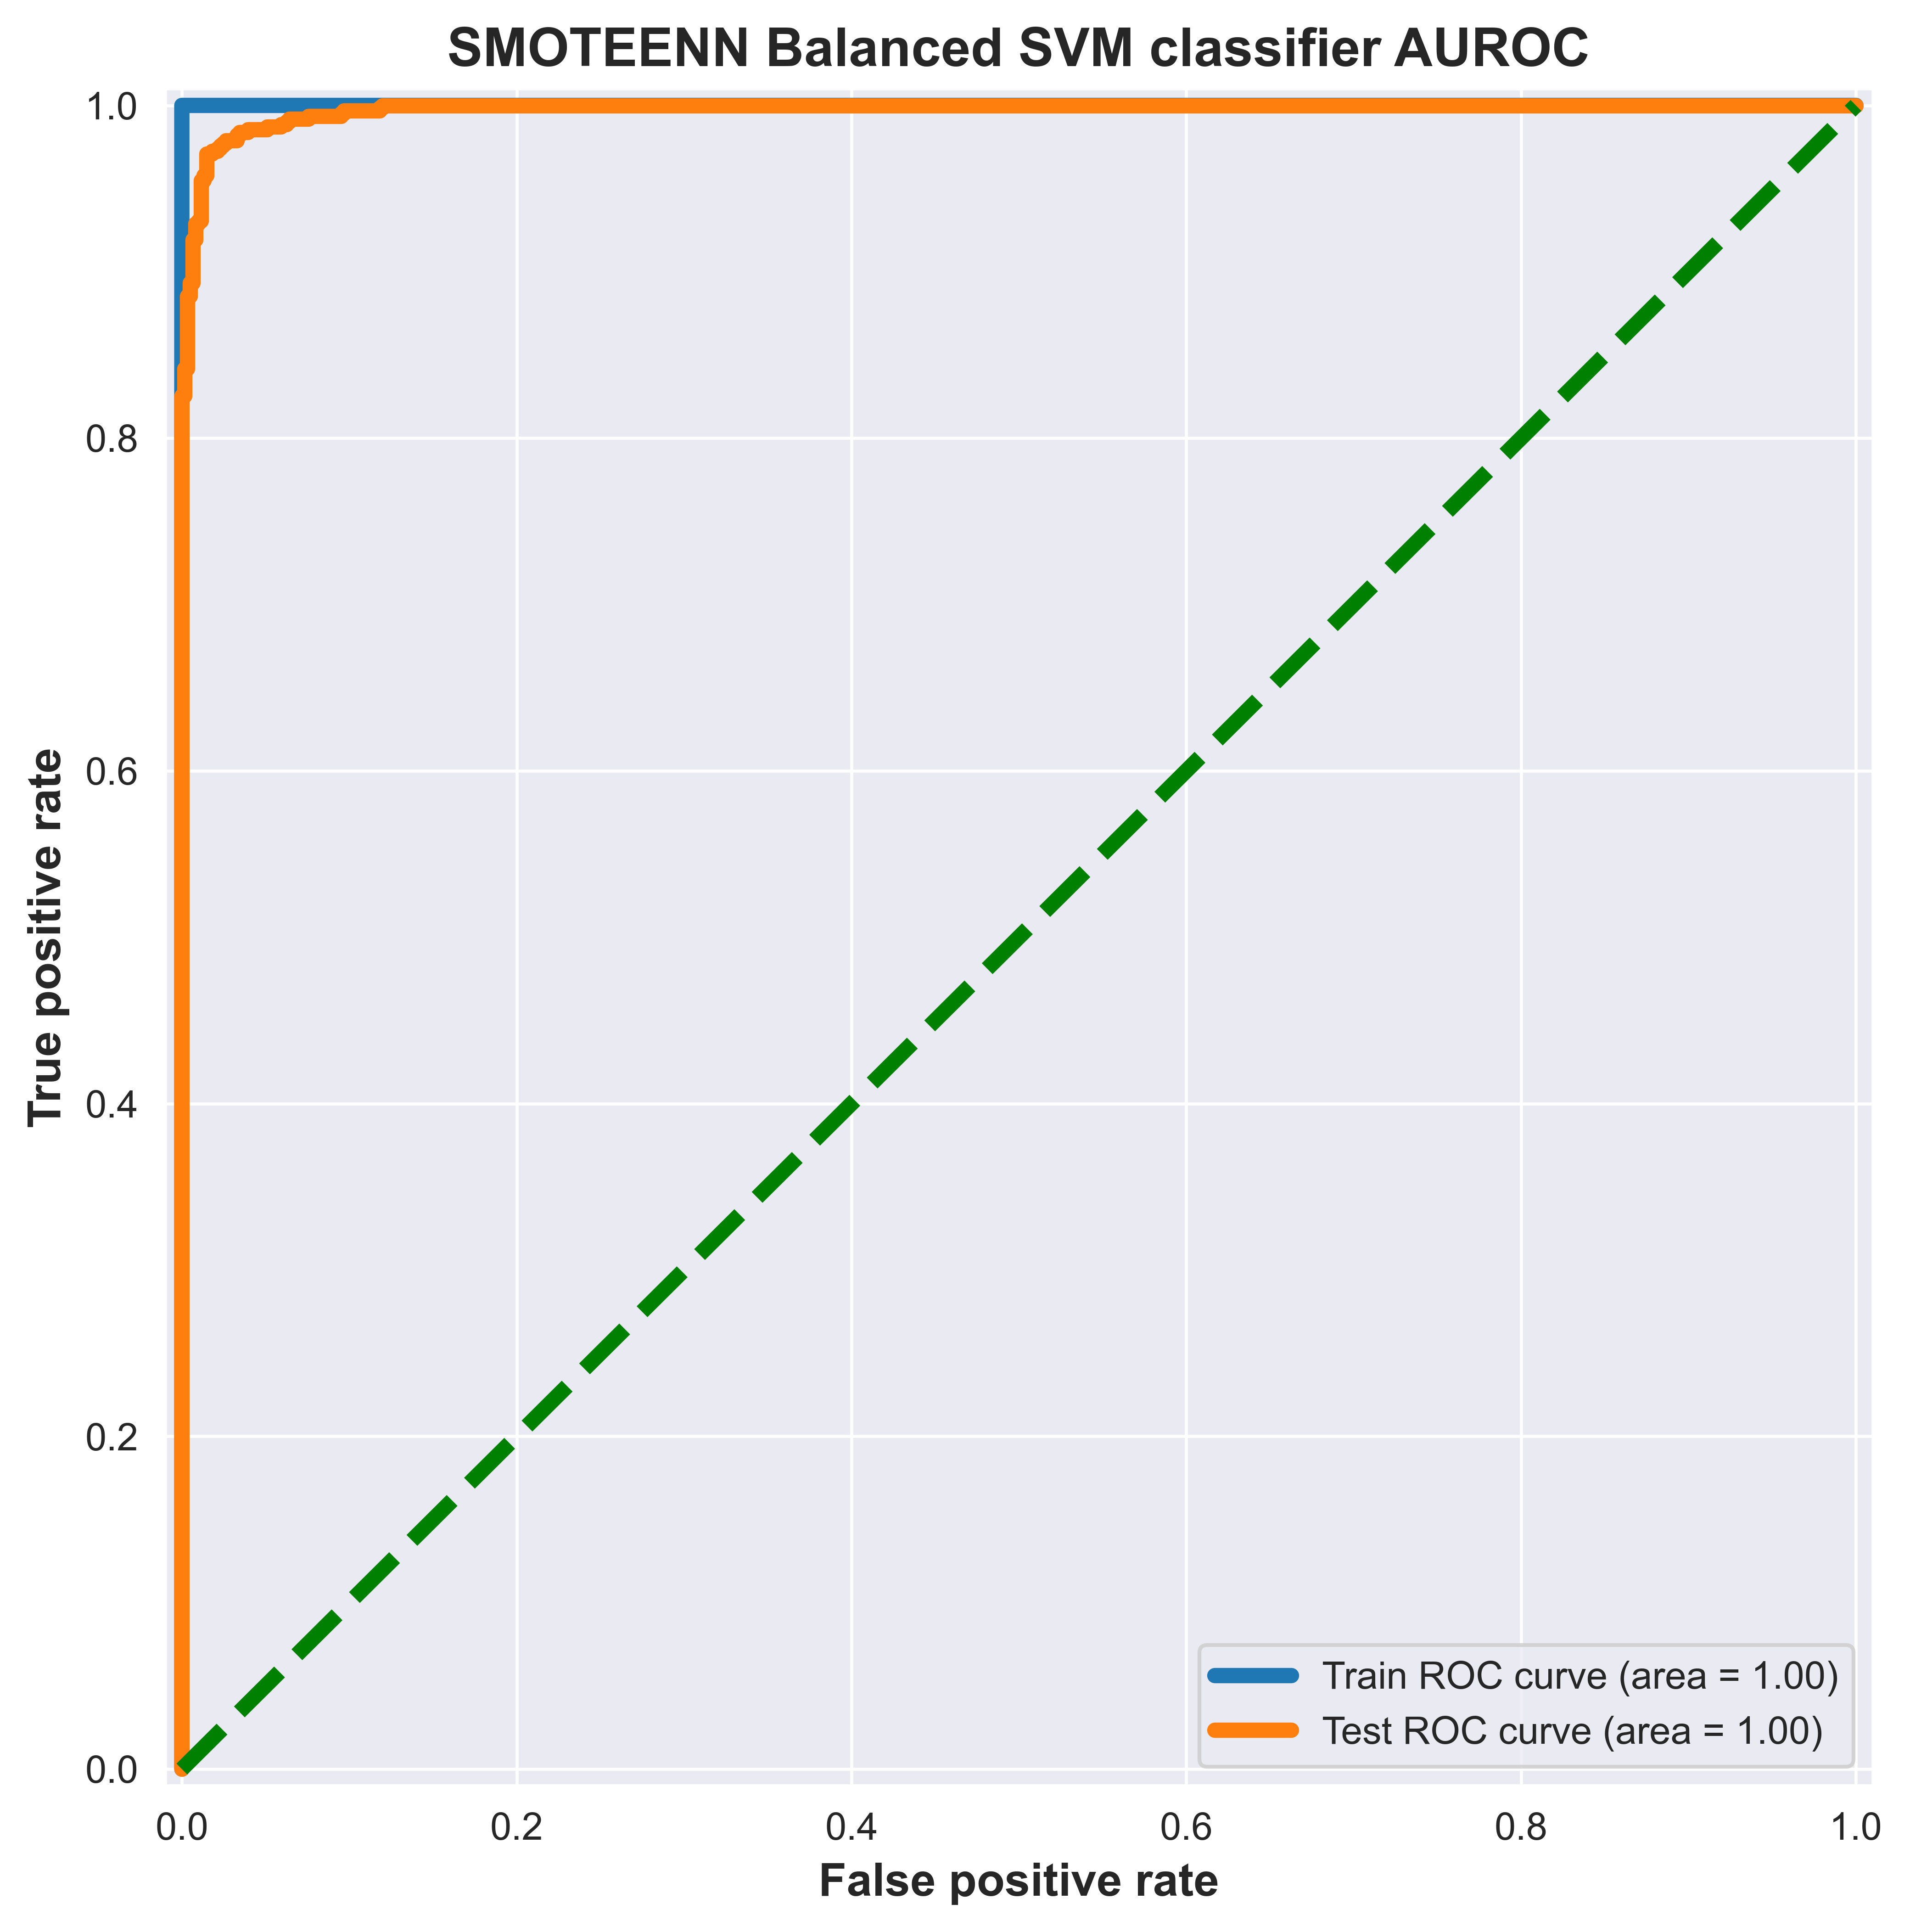 SMOTEENN Balanced SVM classifier AUROC
1.0
0.8
0.6
0.4
0.2
0.0
True positive rate
Train ROC curve (area = 1.00)
Test ROC curve (area = 1.00)
0.0 0.2 0.4 0.6 0.8 1.0
False positive rate